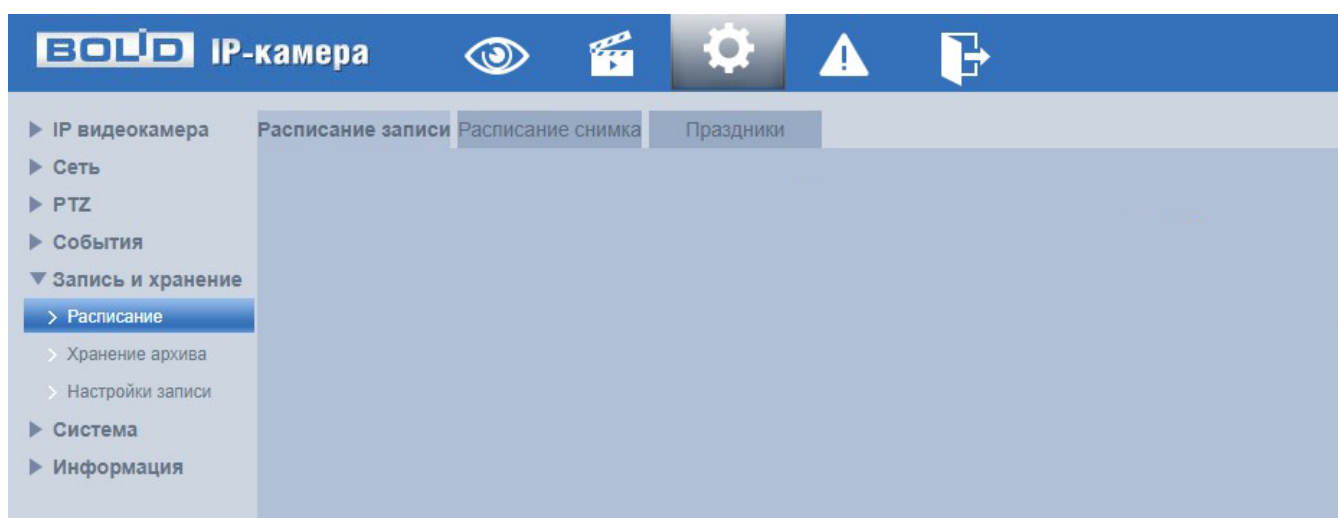 BOLID IP-камера
Расписание записи Расписание снимка Праздники
IP видеокамера
Сеть
PTZ
События
Запись и хранение
Расписание
Хранение архива
Настройки записи
Система
Информация